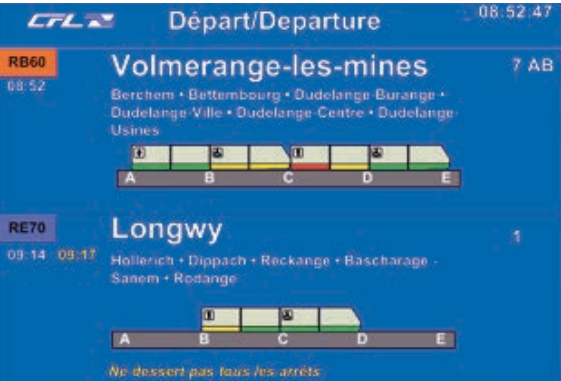 CFL Départ/Departure 08:52:47
RB60 Volmerange-les-mines 7 AB
08:52
Berchem • Bettembourg • Dudelange-Burange •
Dudelange-Ville • Dudelange-Centre • Dudelange-
Usines
A B C D E
RE70 Longwy 1
09:14 09:17
Hollerich • Dippach • Reckange • Bascharage -
Sanem • Rodange
A B C D E
Ne dessert pas tous les arrêts